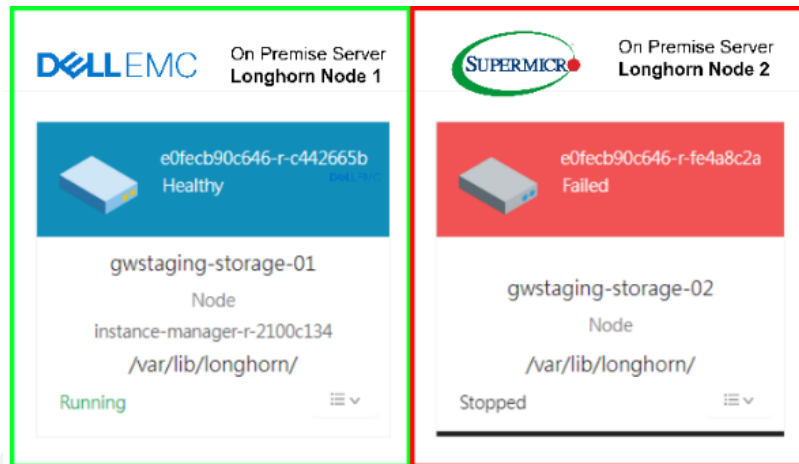 DELLEMC
On Premise Server
Longhorn Node 1
e0fecb90c646-r-c442665b
Healthy
DELLEMC
gwstaging-storage-01
Node
instance-manager-r-2100c134
/var/lib/longhorn/
Running
SUPERMICRO
On Premise Server
Longhorn Node 2
e0fecb90c646-r-fe4a8c2a
Failed
gwstaging-storage-02
Node
/var/lib/longhorn/
Stopped